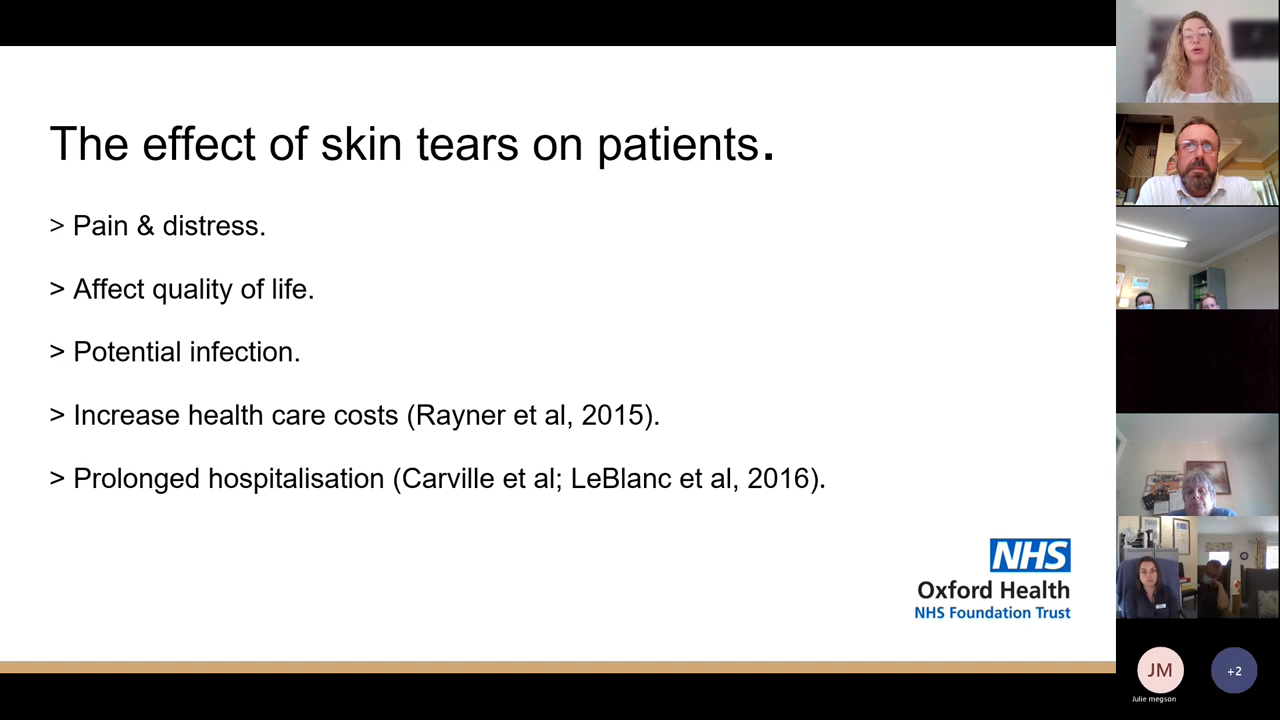 The effect of skin tears on patients.
> Pain & distress.
> Affect quality of life.
> Potential infection.
> Increase health care costs (Rayner et al, 2015).
> Prolonged hospitalisation (Carville et al; LeBlanc et al, 2016).
NHS
Oxford Health
NHS Foundation Trust
JM
+2
Julie megson